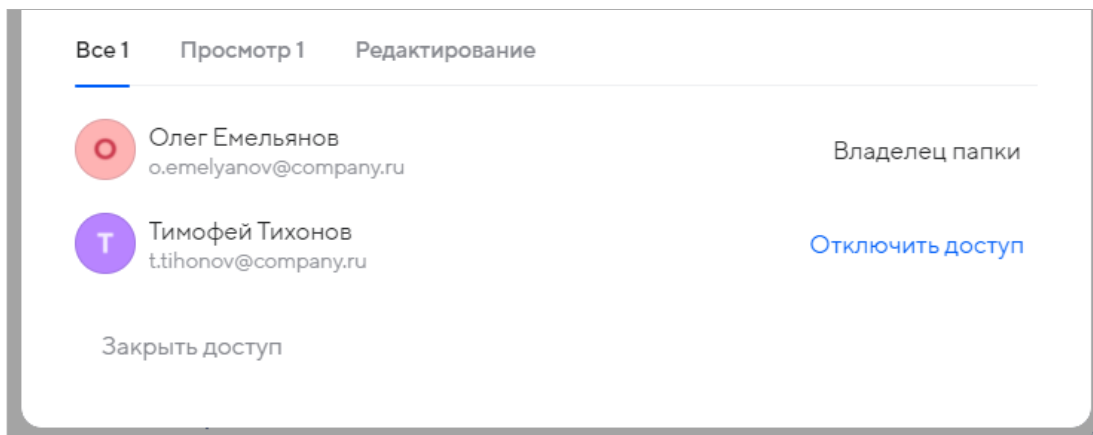 Все 1 Просмотр 1 Редактирование
О
Олег Емельянов
o.emelyanov@company.ru
Владелец папки
Т
Тимофей Тихонов
t.tihonov@company.ru
Отключить доступ
Закрыть доступ